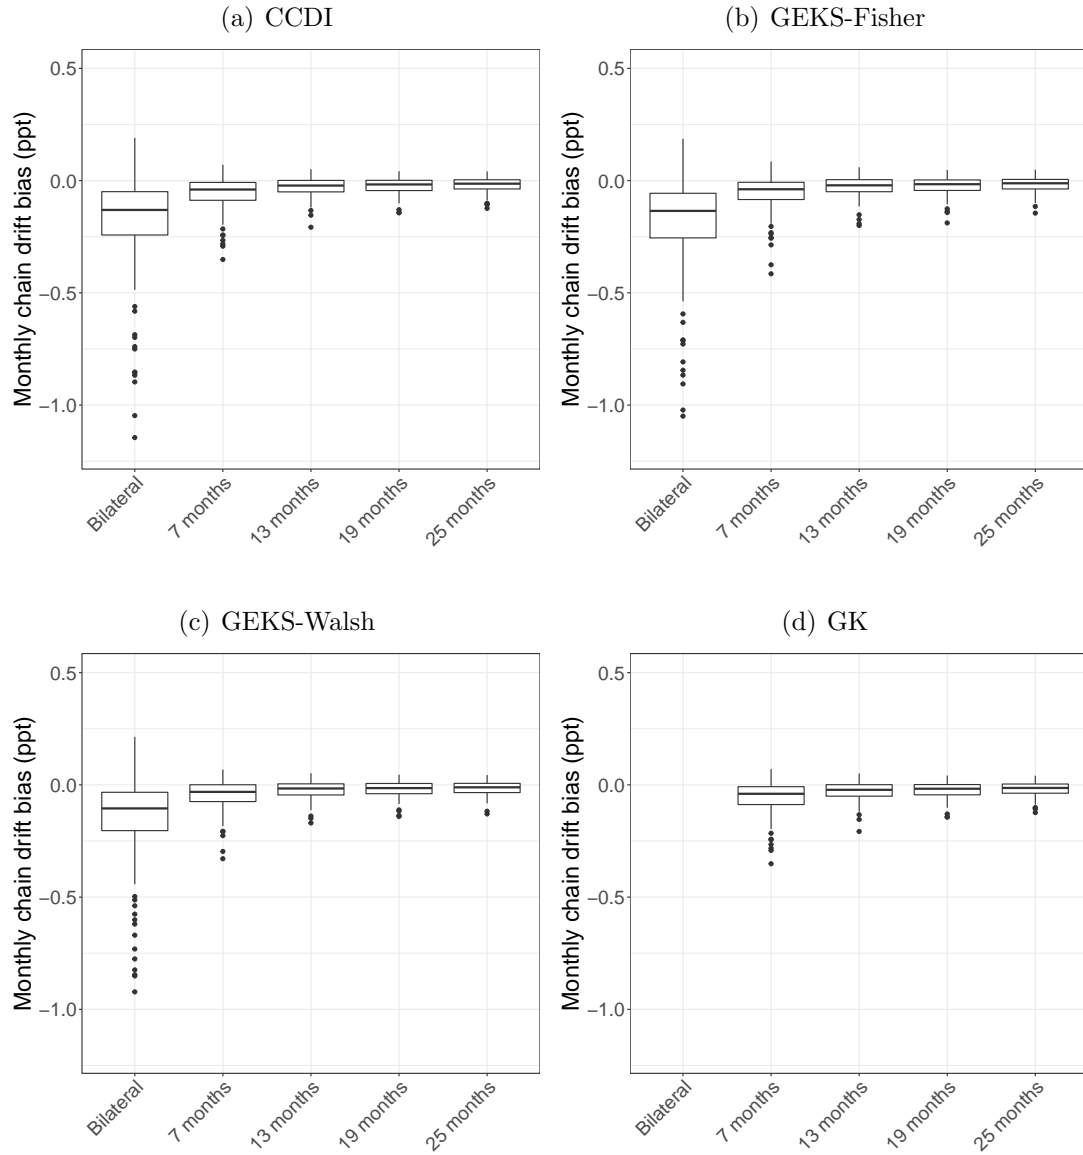 (a) CCDI
Monthly chain drift bias (ppt)
0.5
0.0
−0.5
−1.0
Bilateral
7 months
13 months
19 months
25 months
(b) GEKS-Fisher
Monthly chain drift bias (ppt)
0.5
0.0
−0.5
−1.0
Bilateral
7 months
13 months
19 months
25 months
(c) GEKS-Walsh
Monthly chain drift bias (ppt)
0.5
0.0
−0.5
−1.0
Bilateral
7 months
13 months
19 months
25 months
(d) GK
Monthly chain drift bias (ppt)
0.5
0.0
−0.5
−1.0
Bilateral
7 months
13 months
19 months
25 months